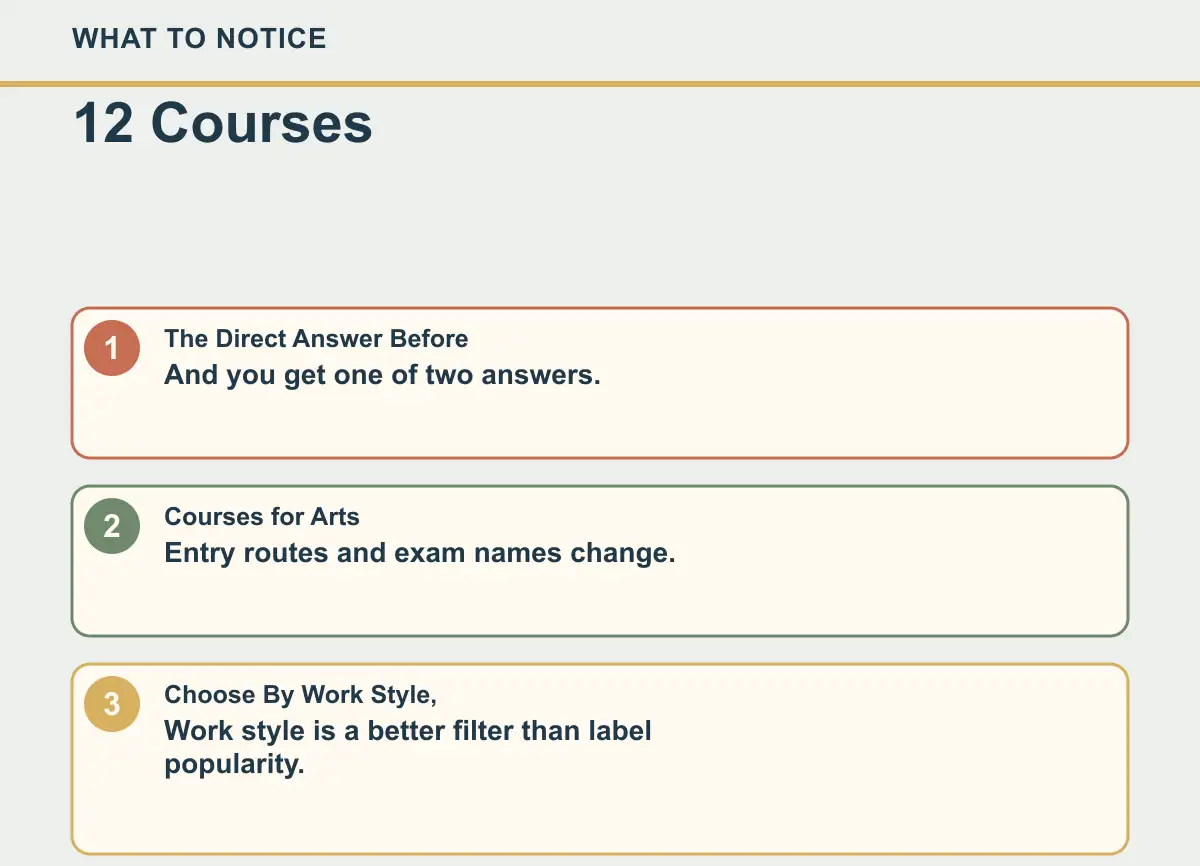 WHAT TO NOTICE
12 Courses
1
The Direct Answer Before
And you get one of two answers.
2
Courses for Arts
Entry routes and exam names change.
3
Choose By Work Style,
Work style is a better filter than label
popularity.